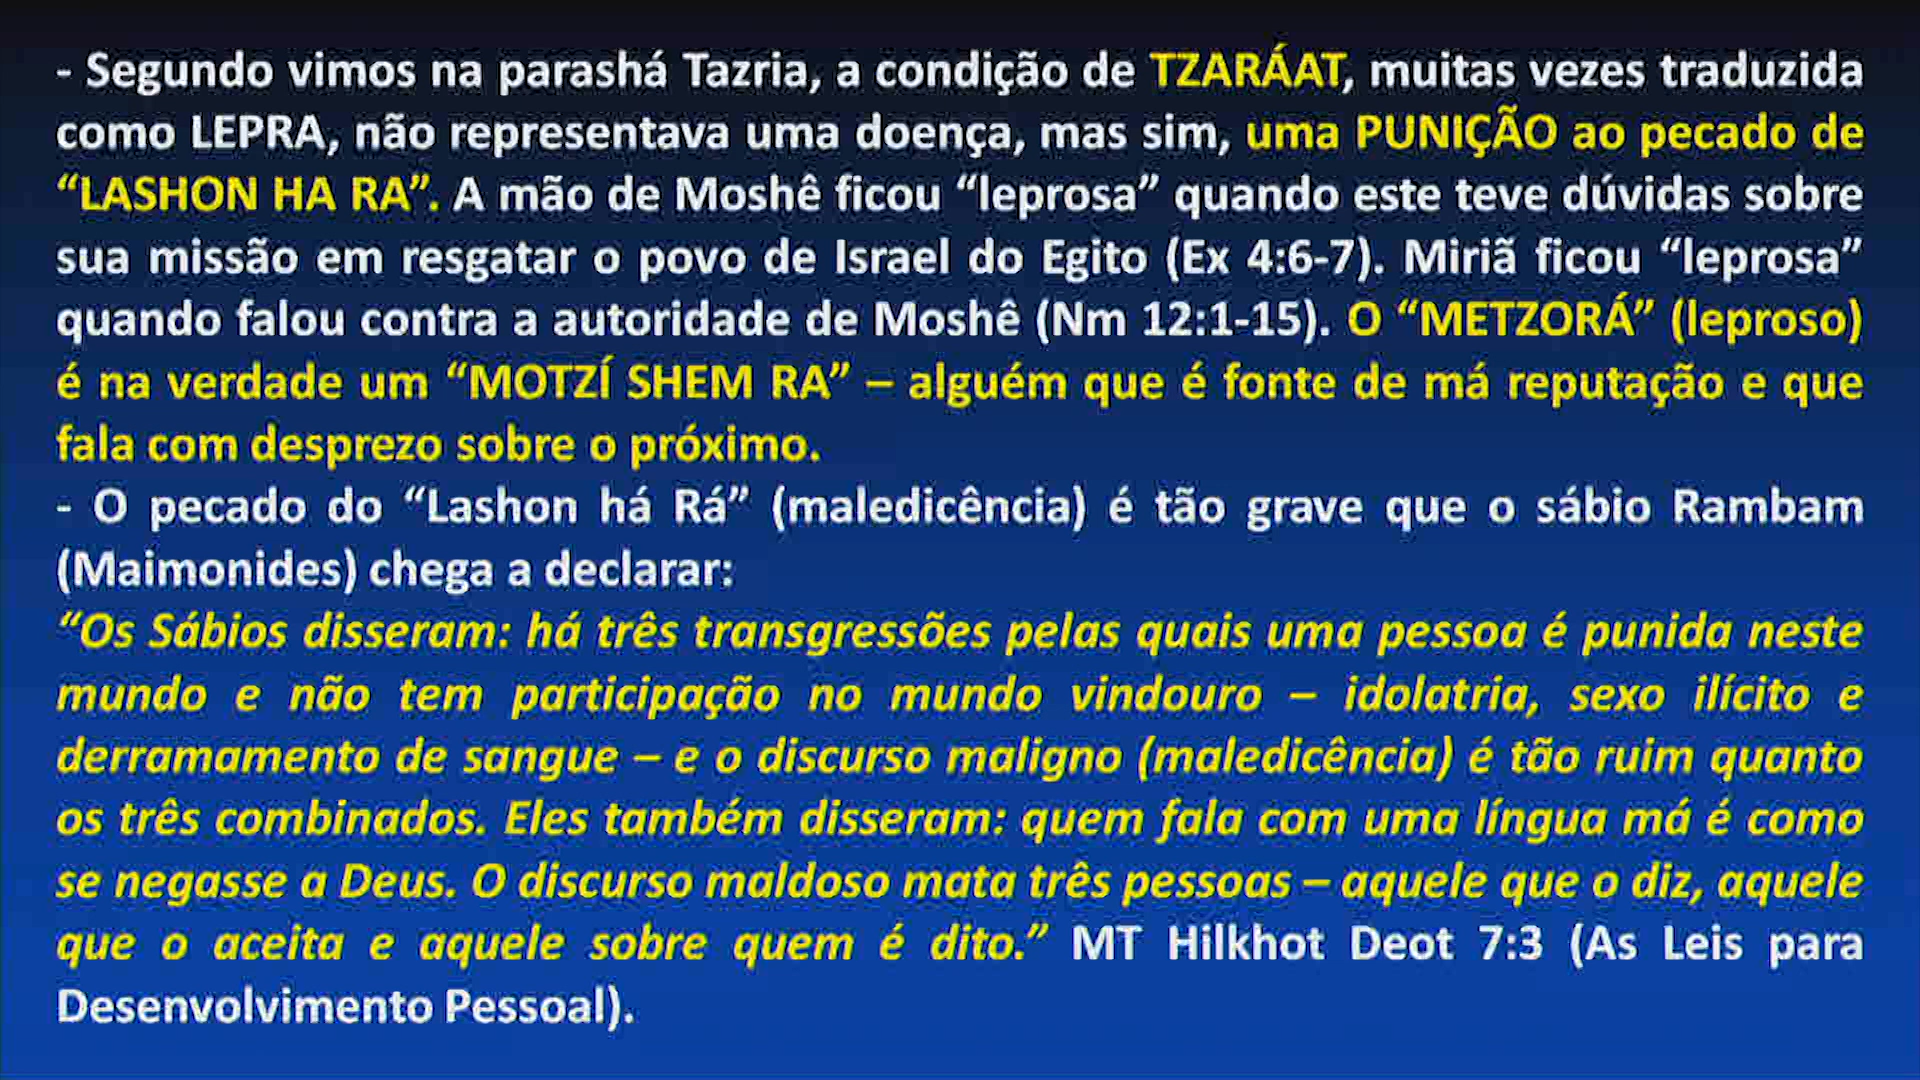 - Segundo vimos na parashá Tazria, a condição de TZARÁAT, muitas vezes traduzida
como LEPRA, não representava uma doença, mas sim, uma PUNIÇÃO ao pecado de
“LASHON HA RA”. A mão de Moshê ficou “leprosa” quando este teve dúvidas sobre
sua missão em resgatar o povo de Israel do Egito (Ex 4:6-7). Miriã ficou “leprosa”
quando falou contra a autoridade de Moshê (Nm 12:1-15). O “METZORÁ” (leproso)
é na verdade um “MOTZÍ SHEM RA” – alguém que é fonte de má reputação e que
fala com desprezo sobre o próximo.
- O pecado do “Lashon há Rá” (maledicência) é tão grave que o sábio Rambam
(Maimonides) chega a declarar:
“Os Sábios disseram: há três transgressões pelas quais uma pessoa é punida neste
mundo e não tem participação no mundo vindouro – idolatria, sexo ilícito e
derramamento de sangue – e o discurso maligno (maledicência) é tão ruim quanto
os três combinados. Eles também disseram: quem fala com uma língua má é como
se negasse a Deus. O discurso maldoso mata três pessoas – aquele que o diz, aquele
que o aceita e aquele sobre quem é dito.” MT Hilkhot Deot 7:3 (As Leis para
Desenvolvimento Pessoal).